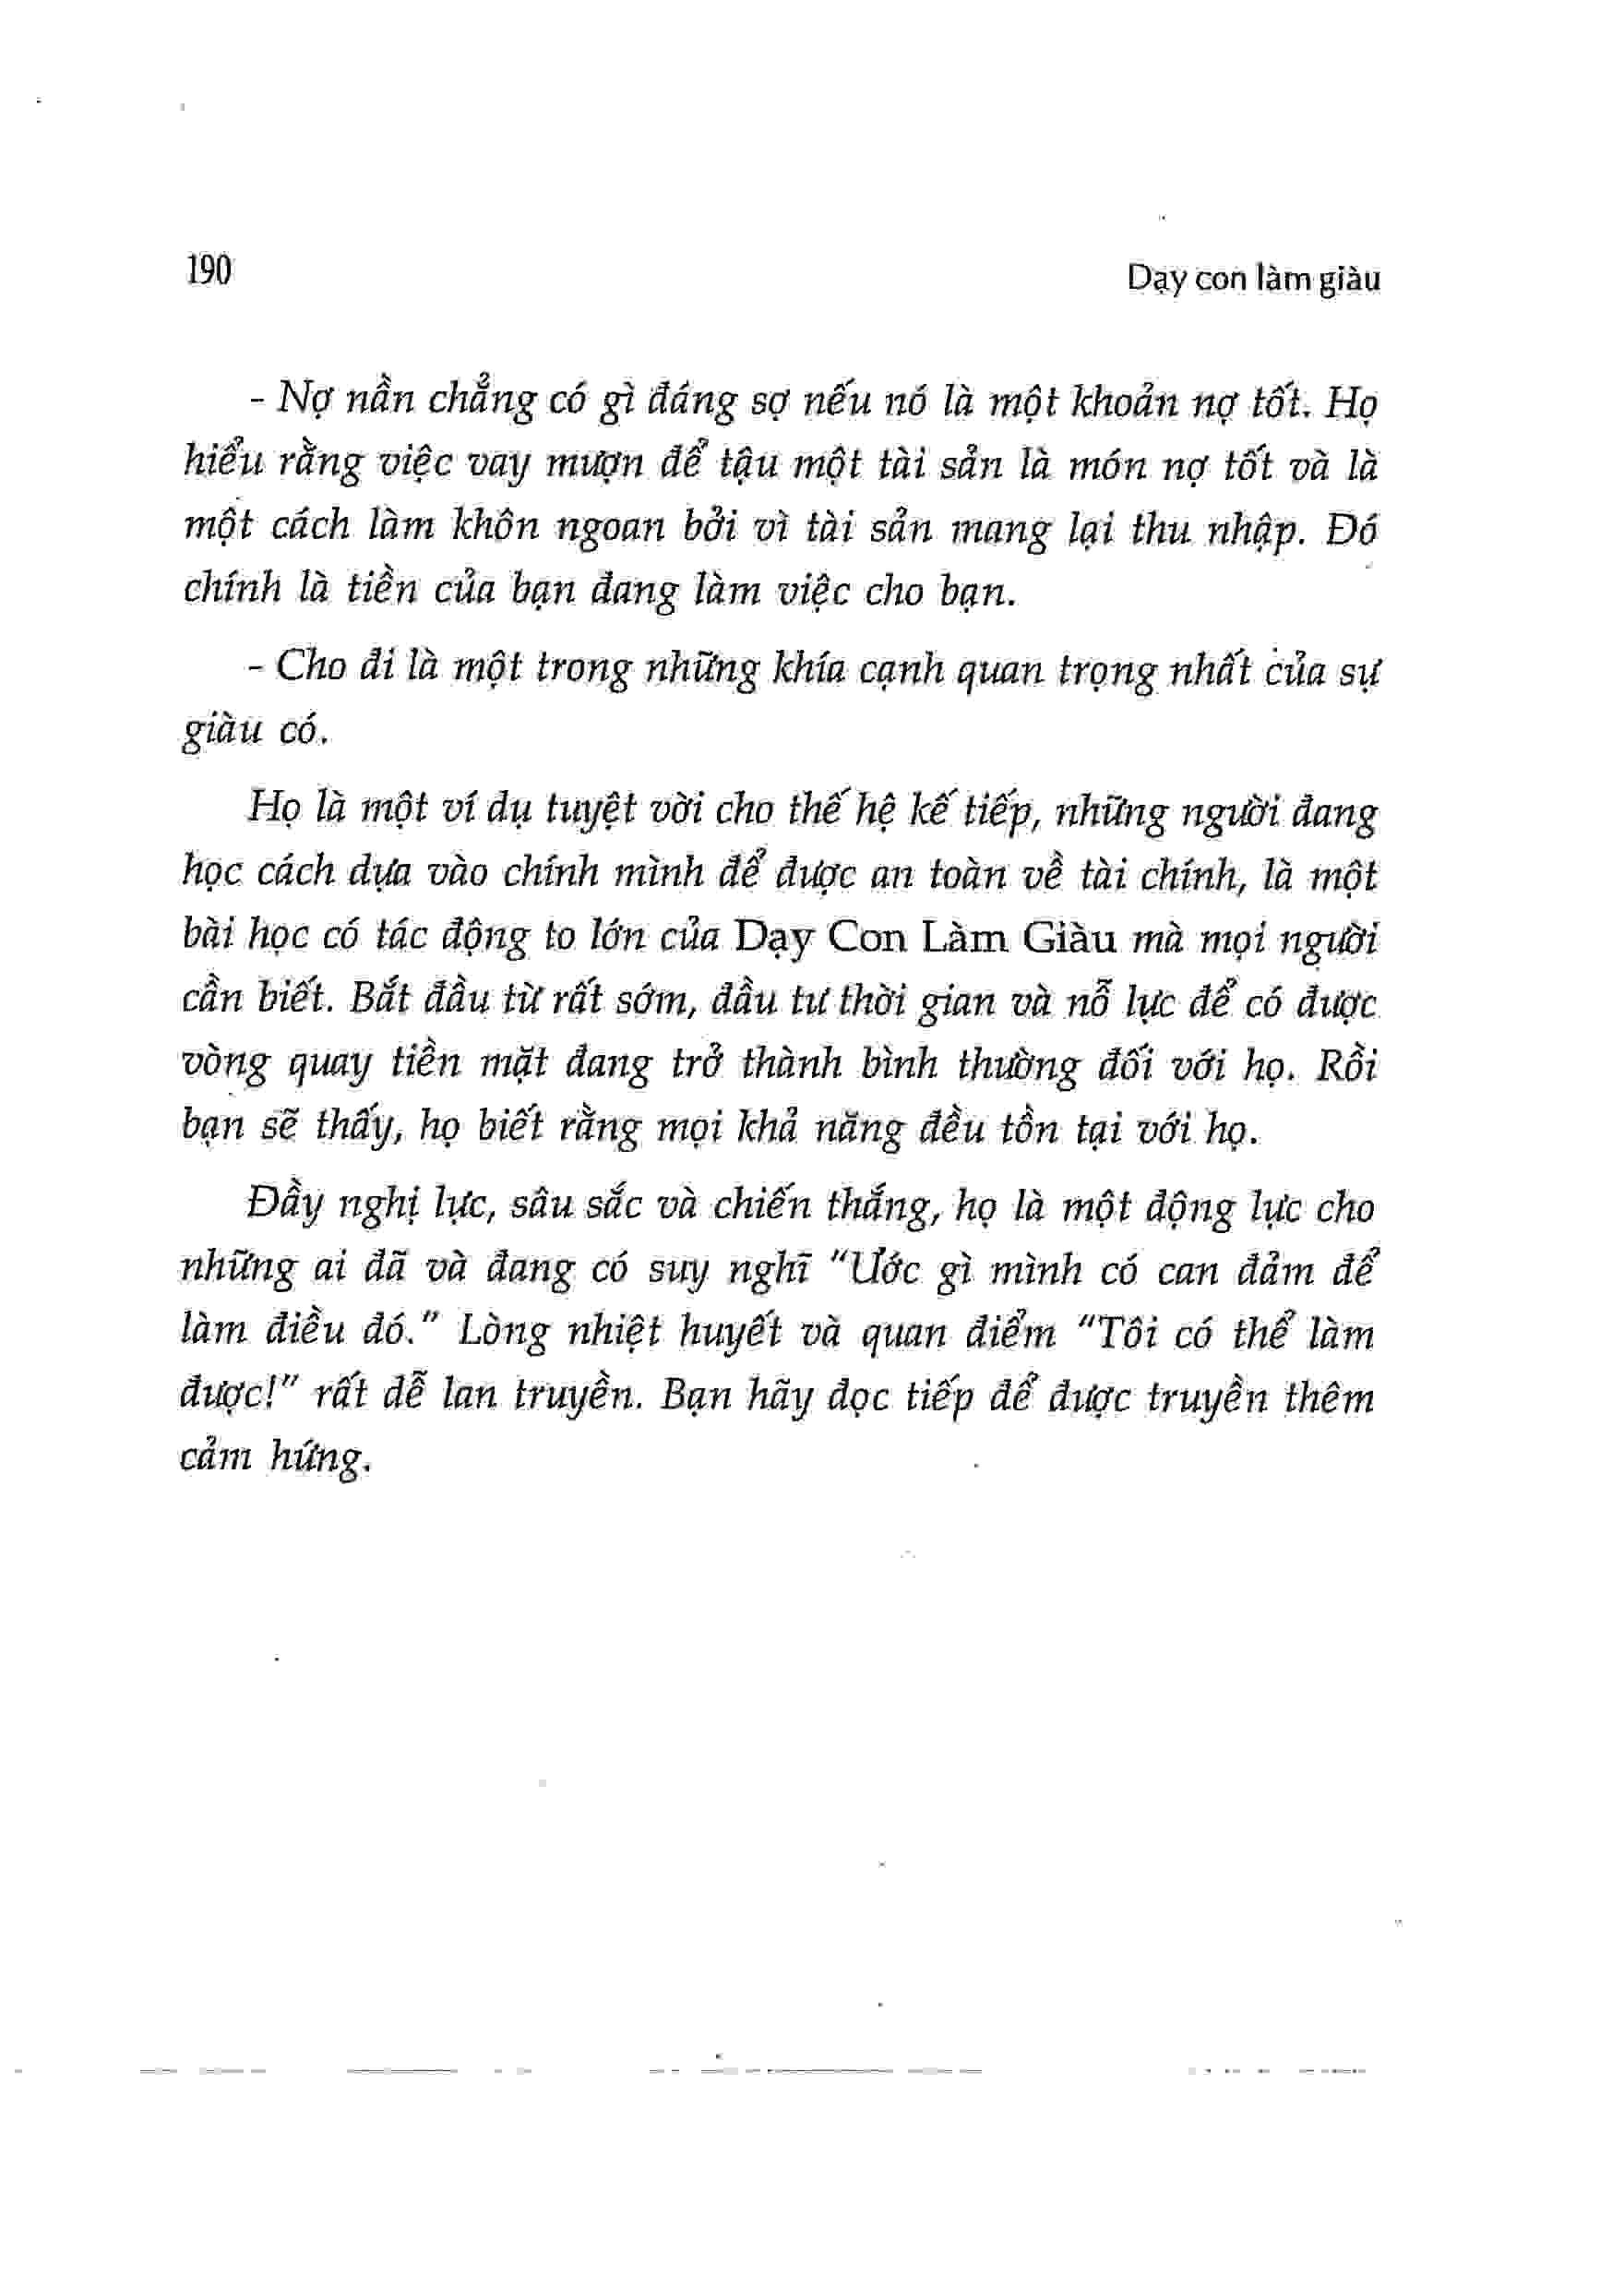 190
Dạy con làm giàu
- Nợ nần chẳng có gì đáng sợ nếu nó là một khoản nợ tốt. Họ
hiểu rằng việc vay mượn để tậu một tài sản là món nợ tốt và là
một cách làm khôn ngoan bởi vì tài sản mang lại thu nhập. Đó
chính là tiền của bạn đang làm việc cho bạn.
- Cho đi là một trong những khía cạnh quan trọng nhất của sự
giàu có.
Họ là một ví dụ tuyệt vời cho thế hệ kế tiếp, những người đang
học cách dựa vào chính mình để được an toàn về tài chính, là một
bài học có tác động to lớn của Dạy Con Làm Giàu mà mọi người
cần biết. Bắt đầu từ rất sớm, đầu tư thời gian và nỗ lực để có được
vòng quay tiền mặt đang trở thành bình thường đối với họ. Rồi
bạn sẽ thấy, họ biết rằng mọi khả năng đều tồn tại với họ.
Đầy nghị lực, sâu sắc và chiến thắng, họ là một động lực cho
những ai đã và đang có suy nghĩ "Ước gì mình có can đảm để
làm điều đó." Lòng nhiệt huyết và quan điểm "Tôi có thể làm
được!" rất dễ lan truyền. Bạn hãy đọc tiếp để được truyền thêm
cảm hứng.